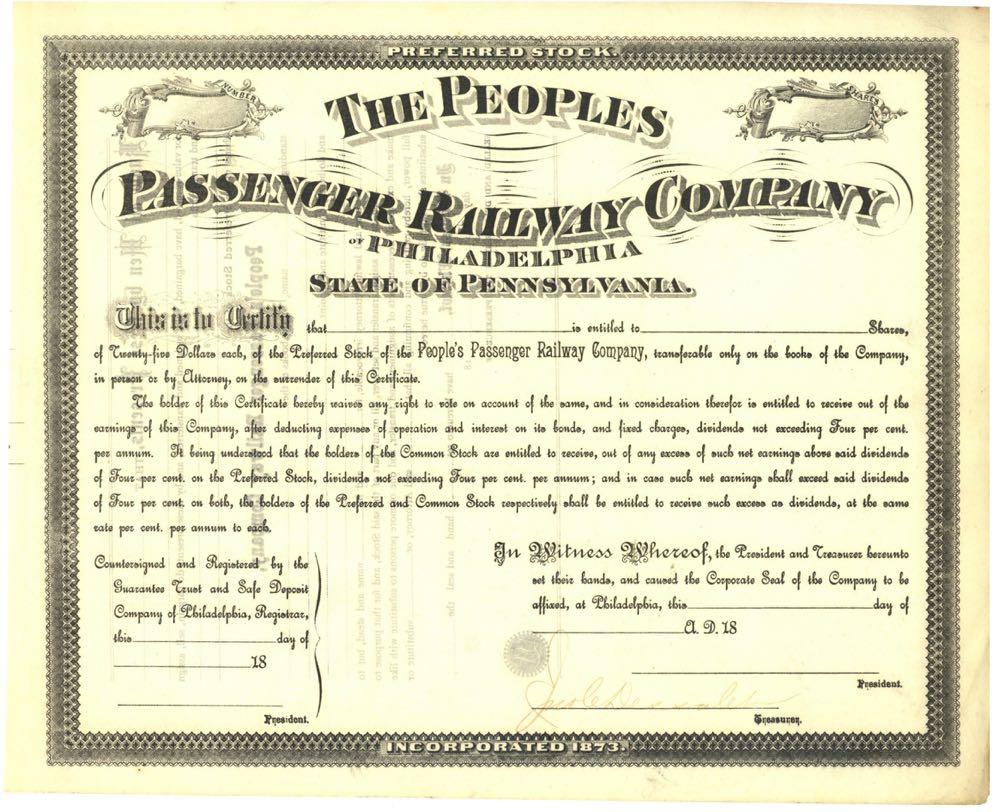 PREFERRED STOCK.
NUMBER
SHARES
THE PEOPLES
PASSENGER RAILWAY COMPANY
OF PHILADELPHIA
STATE OF PENNSYLVANIA.
This is to Certify that is entitled to Shares,
of Twenty-five Dollars each, of the Preferred Stock of the People's Passenger Railway Company, transferable only on the books of the Company,
in person or by Attorney, on the surrender of this Certificate.
The holder of this Certificate hereby waives any right to vote on account of the same, and in consideration therefor is entitled to receive out of the
earnings of this Company, after deducting expenses of operation and interest on its bonds, and fixed charges, dividends not exceeding Four per cent.
per annum. It being understood that the holders of the Common Stock are entitled to receive, out of any excess of such net earnings above said dividends
of Four per cent. on the Preferred Stock, dividends not exceeding Four per cent. per annum; and in case such net earnings shall exceed said dividends
of Four per cent. on both, the holders of the Preferred and Common Stock respectively shall be entitled to receive such excess as dividends, at the same
rate per cent. per annum to each.
Countersigned and Registered by the
Guarantee Trust and Safe Deposit
Company of Philadelphia, Registrar,
this day of
18
President.
In Witness Whereof, the President and Treasurer hereunto
set their hands, and caused the Corporate Seal of the Company to be
affixed, at Philadelphia, this day of
A. D. 18
President.
Treasurer.
INCORPORATED 1873.